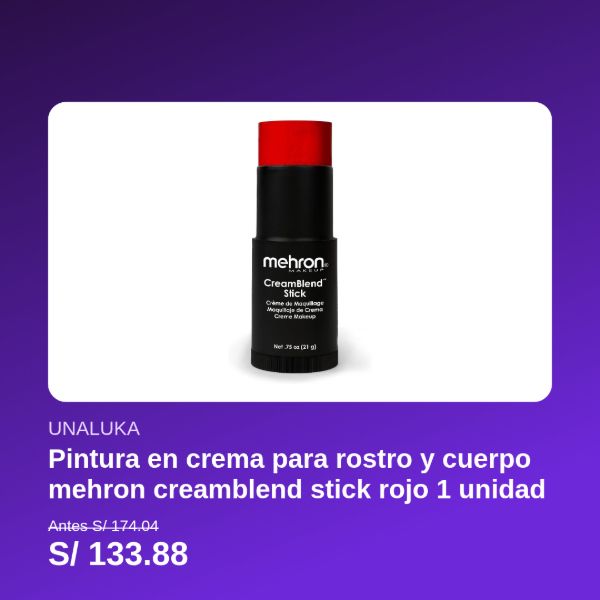 mehron®
MAKEUP
CreamBlend™
Stick
Crème de Maquillage
Maquillaje de Crema
Creme Makeup
Net .75 oz (21 g)
UNALUKA
Pintura en crema para rostro y cuerpo
mehron creamblend stick rojo 1 unidad
Antes S/ 174.04
S/ 133.88